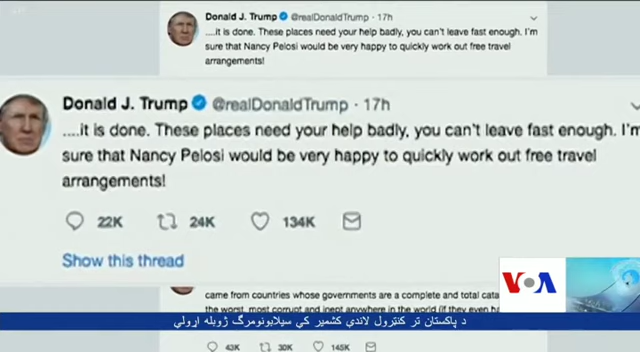 Donald J. Trump @realDonaldTrump · 17h
....it is done. These places need your help badly, you can't leave fast enough. I'm
sure that Nancy Pelosi would be very happy to quickly work out free travel
arrangements!
Donald J. Trump @realDonaldTrump · 17h
....it is done. These places need your help badly, you can't leave fast enough. I'm
sure that Nancy Pelosi would be very happy to quickly work out free travel
arrangements!
22K 24K 134K
Show this thread
VOA
came from countries whose governments are a complete and total cata
the worst, most corrupt and inept anywhere in the world (if they even ha
د پاکستان تر کنترول لاندې کشمیر کې سیلابونو مرګ ژوبله اړولې
43K 30K 145K